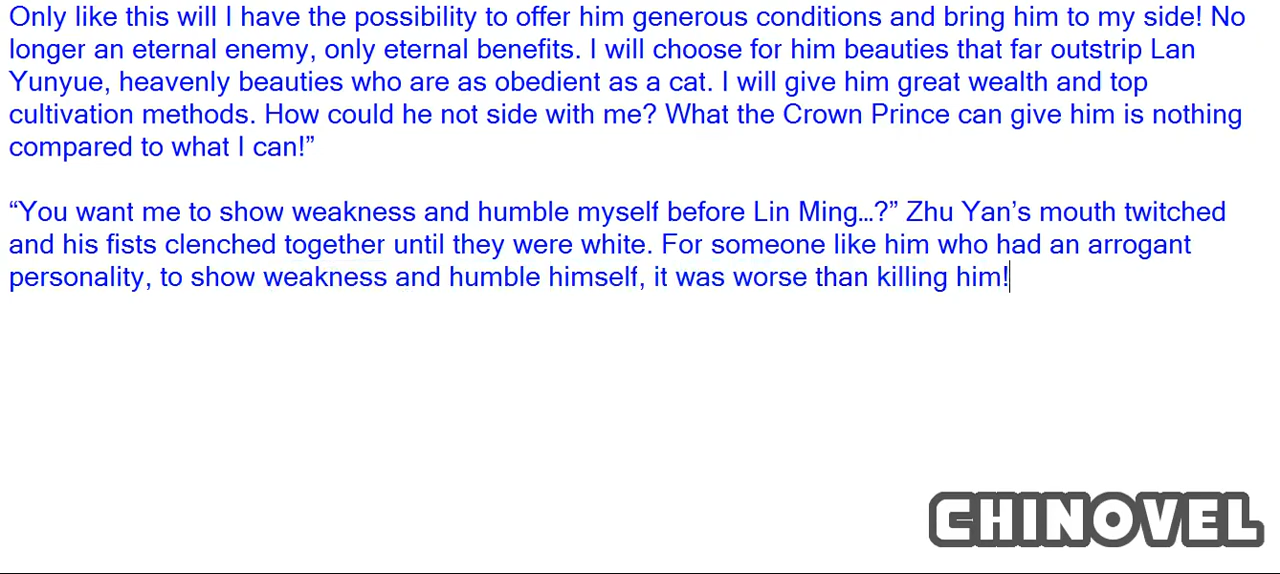 Only like this will I have the possibility to offer him generous conditions and bring him to my side! No
longer an eternal enemy, only eternal benefits. I will choose for him beauties that far outstrip Lan
Yunyue, heavenly beauties who are as obedient as a cat. I will give him great wealth and top
cultivation methods. How could he not side with me? What the Crown Prince can give him is nothing
compared to what I can!”
“You want me to show weakness and humble myself before Lin Ming…?” Zhu Yan’s mouth twitched
and his fists clenched together until they were white. For someone like him who had an arrogant
personality, to show weakness and humble himself, it was worse than killing him!
CHINOVEL